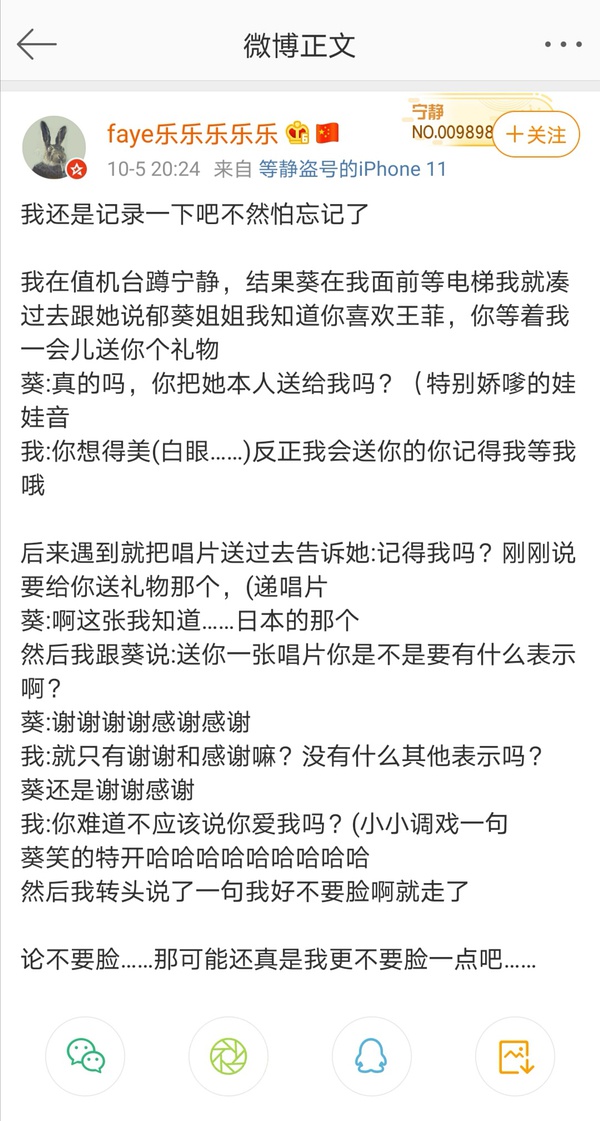 微博正文
faye乐乐乐乐乐
宁静
NO.009898
+关注
10-5 20:24 来自 等静盗号的iPhone 11
我还是记录一下吧不然怕忘记了
我在值机台蹲宁静，结果葵在我面前等电梯我就凑
过去跟她说郁葵姐姐我知道你喜欢王菲，你等着我
一会儿送你个礼物
葵:真的吗，你把她本人送给我吗？（特别娇嗲的娃
娃音
我:你想得美(白眼……)反正我会送你的你记得我等我
哦
后来遇到就把唱片送过去告诉她:记得我吗？刚刚说
要给你送礼物那个，(递唱片
葵:啊这张我知道……日本的那个
然后我跟葵说:送你一张唱片你是不是要有什么表示
啊？
葵:谢谢谢谢感谢感谢
我:就只有谢谢和感谢嘛？没有什么其他表示吗？
葵还是谢谢感谢
我:你难道不应该说你爱我吗？(小小调戏一句
葵笑的特开哈哈哈哈哈哈哈哈哈
然后我转头说了一句我好不要脸啊就走了
论不要脸……那可能还真是我更不要脸一点吧……